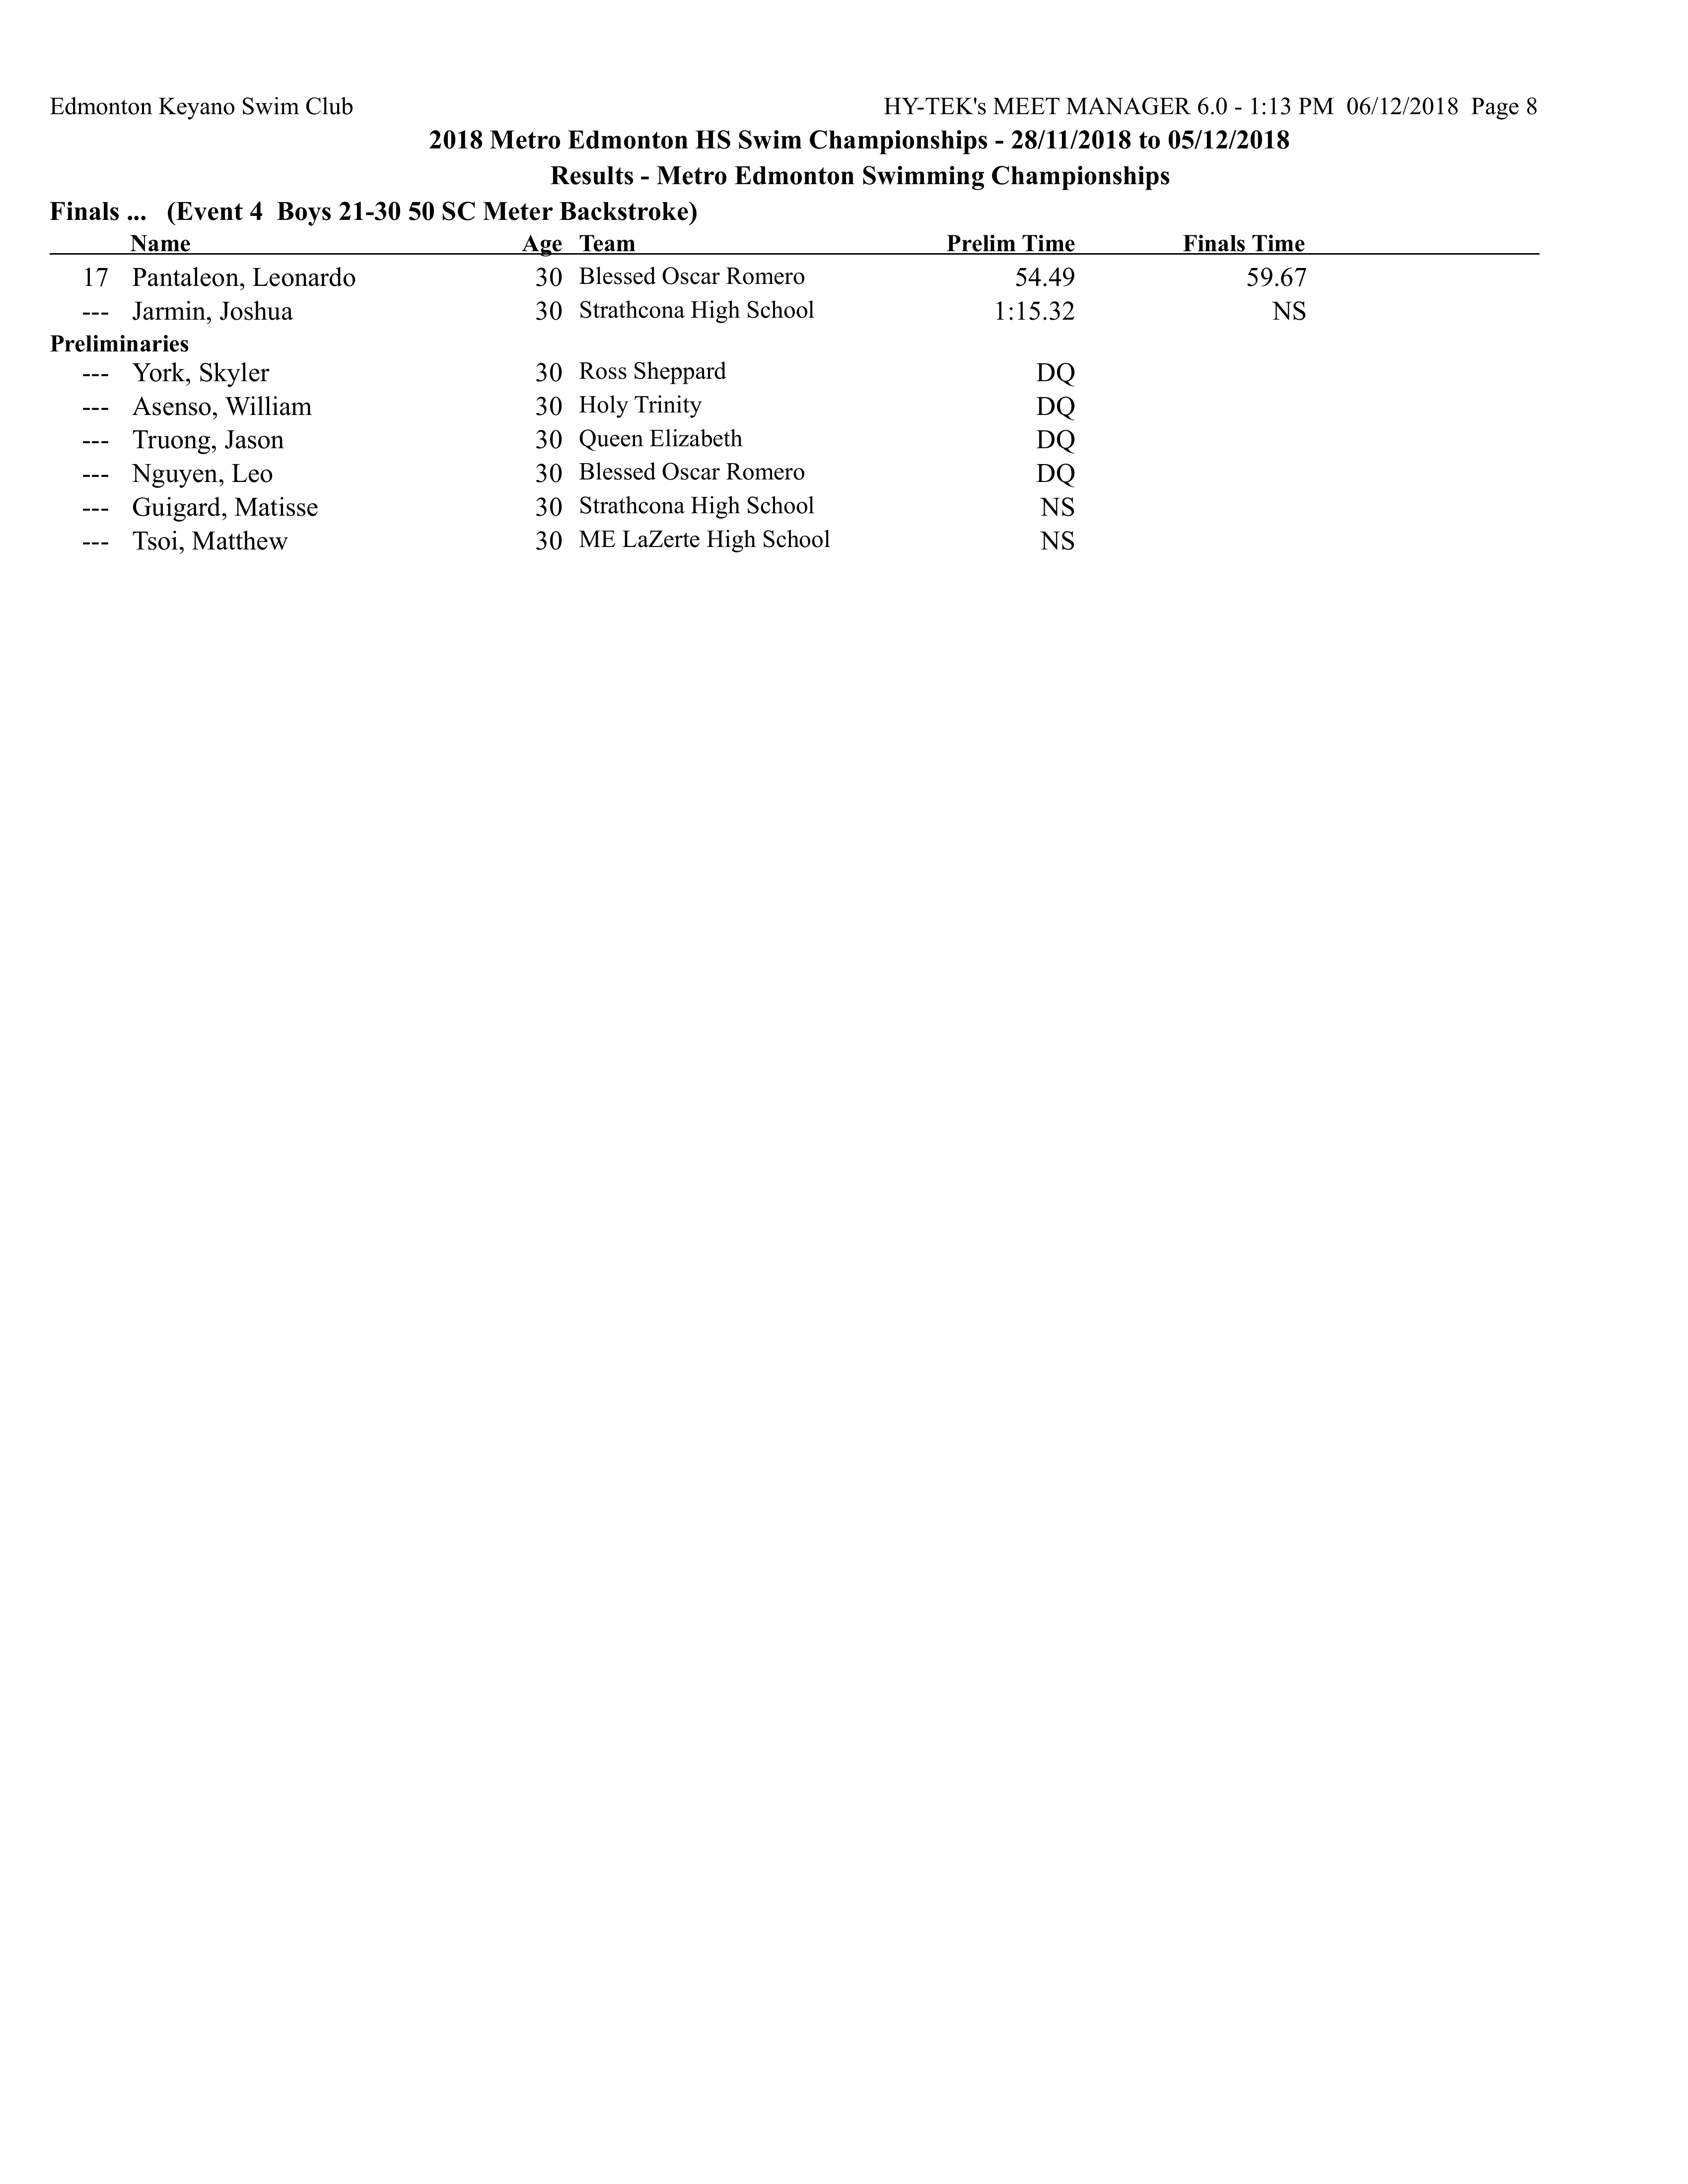 Edmonton Keyano Swim Club HY-TEK's MEET MANAGER 6.0 - 1:13 PM 06/12/2018 Page 8
2018 Metro Edmonton HS Swim Championships - 28/11/2018 to 05/12/2018
Results - Metro Edmonton Swimming Championships
Finals ... (Event 4 Boys 21-30 50 SC Meter Backstroke)
Name Age Team Prelim Time Finals Time
17 Pantaleon, Leonardo 30 Blessed Oscar Romero 54.49 59.67
--- Jarmin, Joshua 30 Strathcona High School 1:15.32 NS
Preliminaries
--- York, Skyler 30 Ross Sheppard DQ
--- Asenso, William 30 Holy Trinity DQ
--- Truong, Jason 30 Queen Elizabeth DQ
--- Nguyen, Leo 30 Blessed Oscar Romero DQ
--- Guigard, Matisse 30 Strathcona High School NS
--- Tsoi, Matthew 30 ME LaZerte High School NS